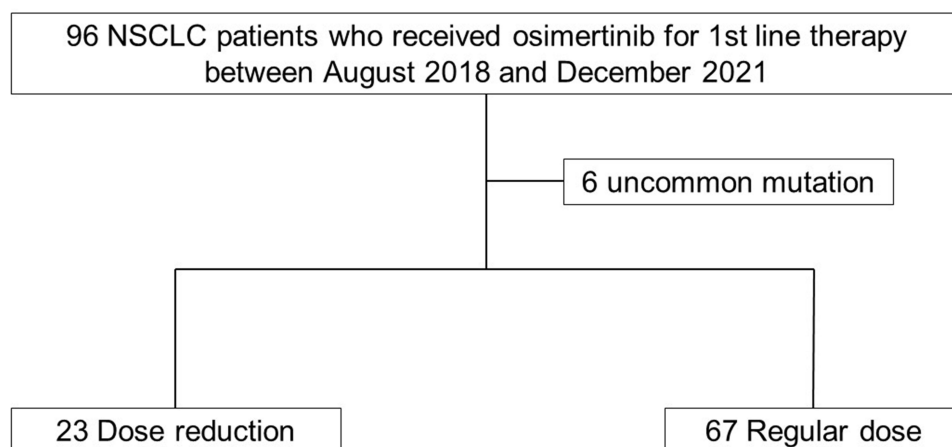 96 NSCLC patients who received osimertinib for 1st line therapy
between August 2018 and December 2021
6 uncommon mutation
23 Dose reduction
67 Regular dose